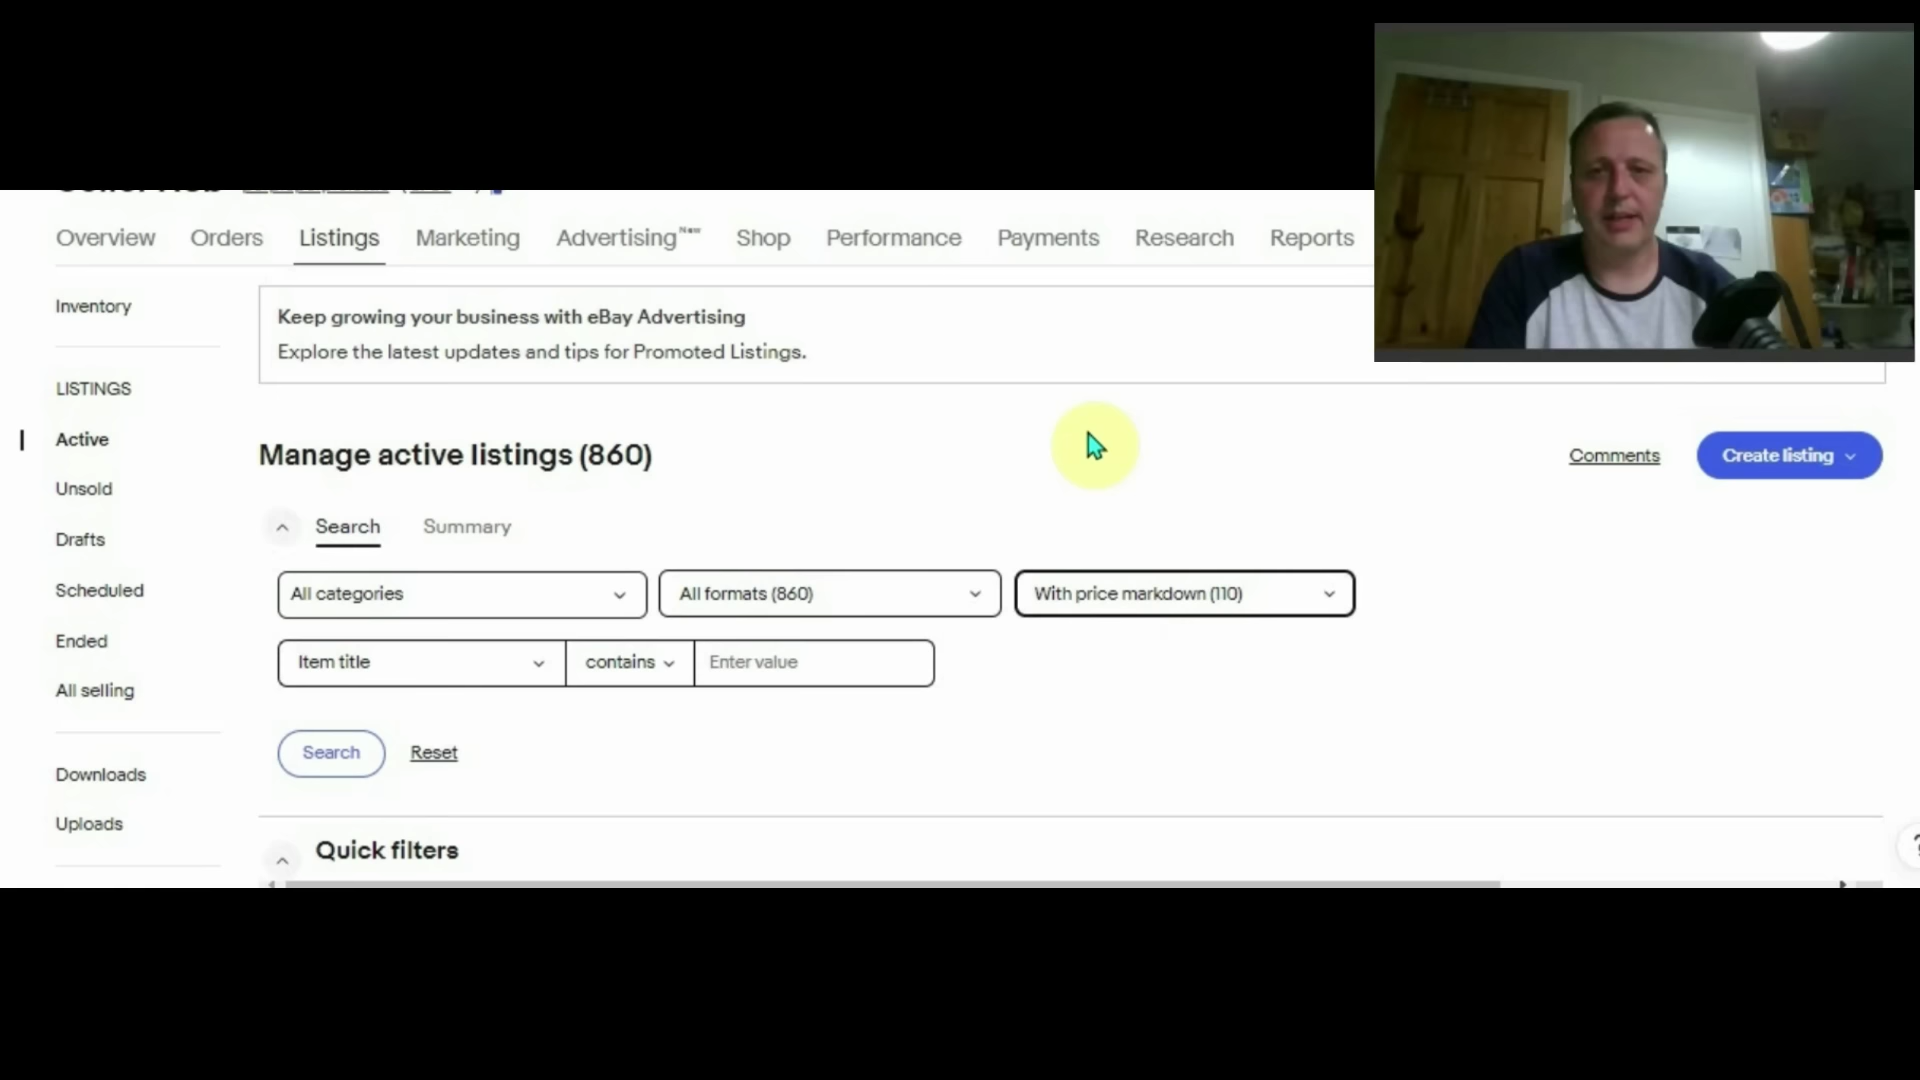 Overview Orders Listings Marketing Advertising New Shop Performance Payments Research Reports
Inventory
Keep growing your business with eBay Advertising
Explore the latest updates and tips for Promoted Listings.
LISTINGS
Active
Unsold
Drafts
Scheduled
Ended
All selling
Downloads
Uploads
Manage active listings (860)
Comments
Create listing
Search Summary
All categories
All formats (860)
With price markdown (110)
Item title
contains
Enter value
Search
Reset
Quick filters
?